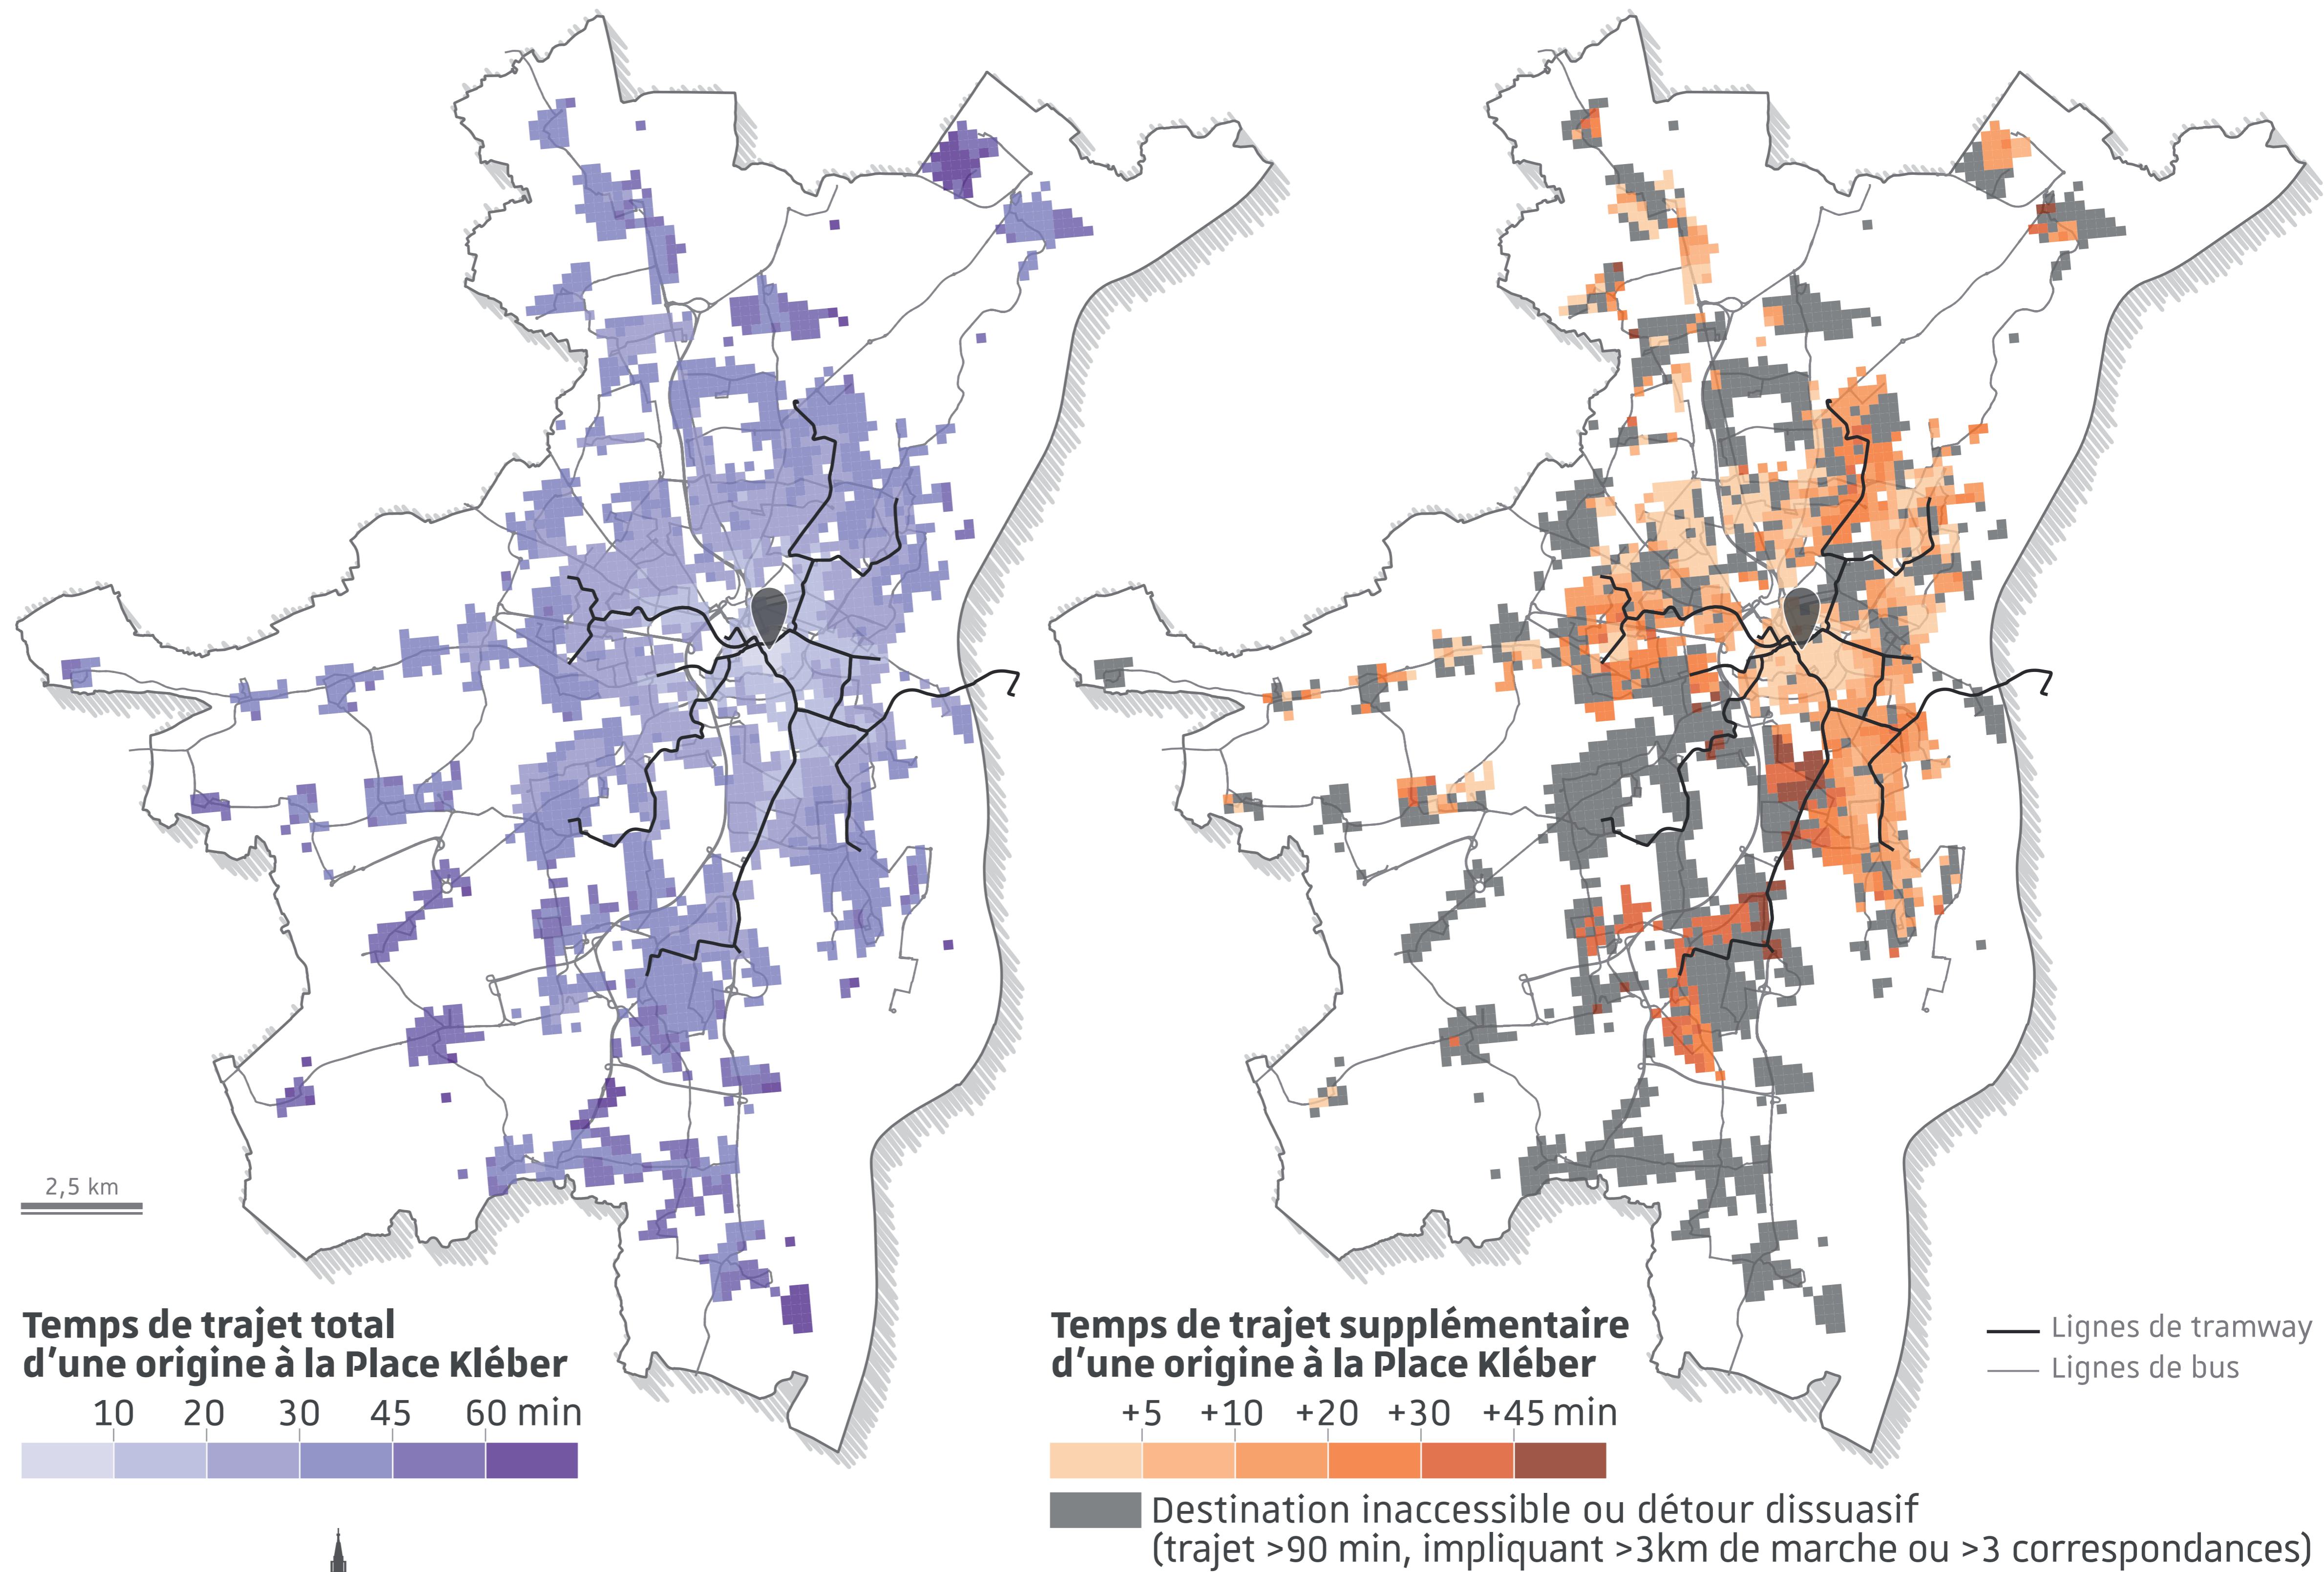 2,5 km
Temps de trajet total
d'une origine à la Place Kléber
10 20 30 45 60 min
Temps de trajet supplémentaire
d'une origine à la Place Kléber
+5 +10 +20 +30 +45 min
Destination inaccessible ou détour dissuasif
(trajet >90 min, impliquant >3km de marche ou >3 correspondances)
Lignes de tramway
Lignes de bus